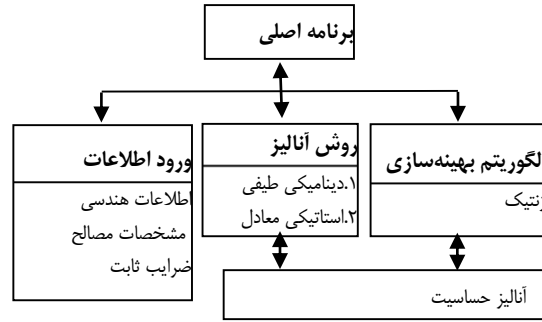 برنامه اصلی
لگوریتم بهینه‌سازی
ژنتیک
روش آنالیز
۱.دینامیکی طیفی
۲.استاتیکی معادل
ورود اطلاعات
اطلاعات هندسی
مشخصات مصالح
ضرایب ثابت
آنالیز حساسیت